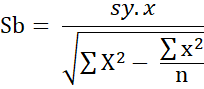 Sb = sy.x / √(∑ X² − ∑ x² / n)